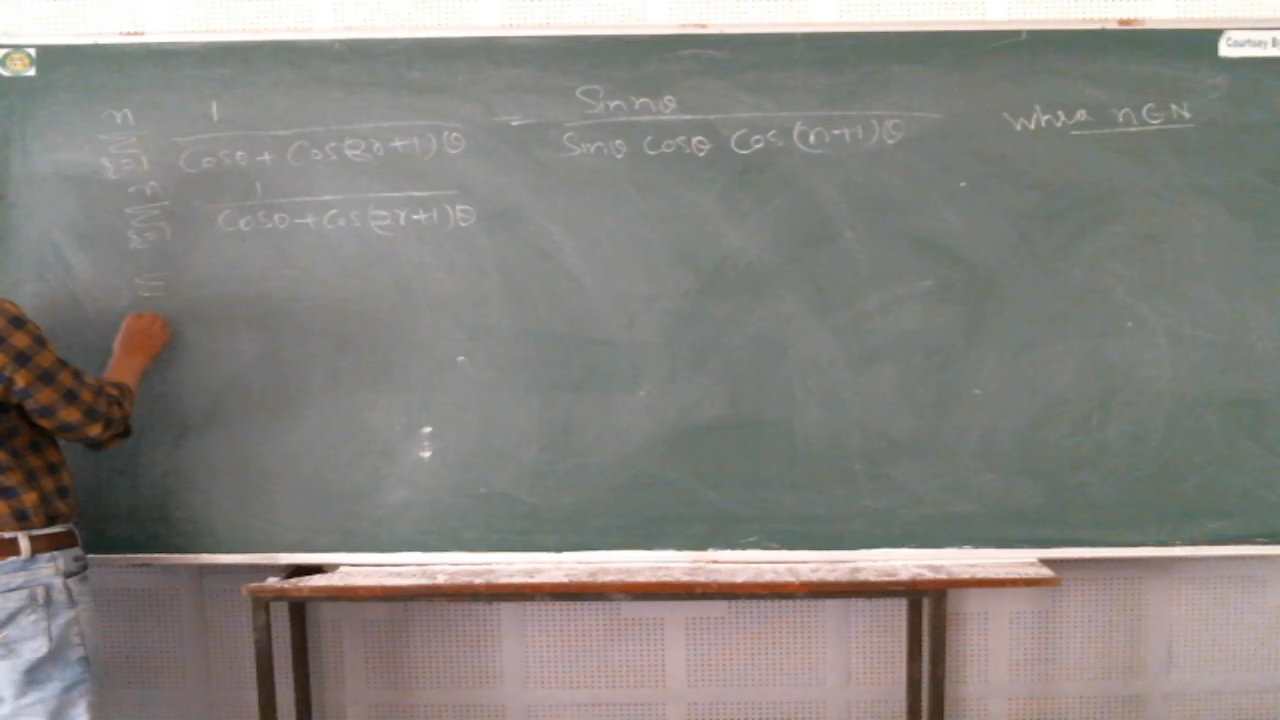 n 1 Sin nθ
Σ ———————— — ———————— where n∈N
r=1 Cosθ + Cos(2r+1)θ Sinθ cosθ Cos(n+1)θ
n 1
Σ ————————
r=1 Cosθ+Cos(2r+1)θ
=
Courtsey B